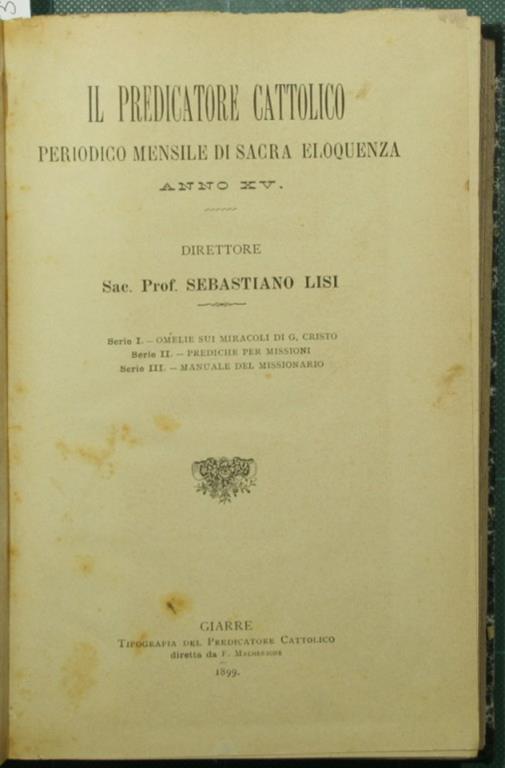 IL PREDICATORE CATTOLICO
PERIODICO MENSILE DI SACRA ELOQUENZA
ANNO XV.
DIRETTORE
Sac. Prof. SEBASTIANO LISI
Serie I. — OMELIE SUI MIRACOLI DI G. CRISTO
Serie II. — PREDICHE PER MISSIONI
Serie III. — MANUALE DEL MISSIONARIO
GIARRE
TIPOGRAFIA DEL PREDICATORE CATTOLICO
diretta da F.
1899.